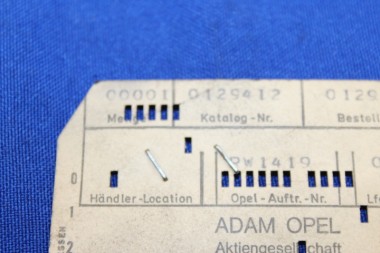 00001 0129412 0129
Menge Katalog-Nr. Bestell
PW1419
0 Händler-Location Opel-Auftr.-Nr. Lf
1
ADAM OPEL
Aktiengesellschaft
2